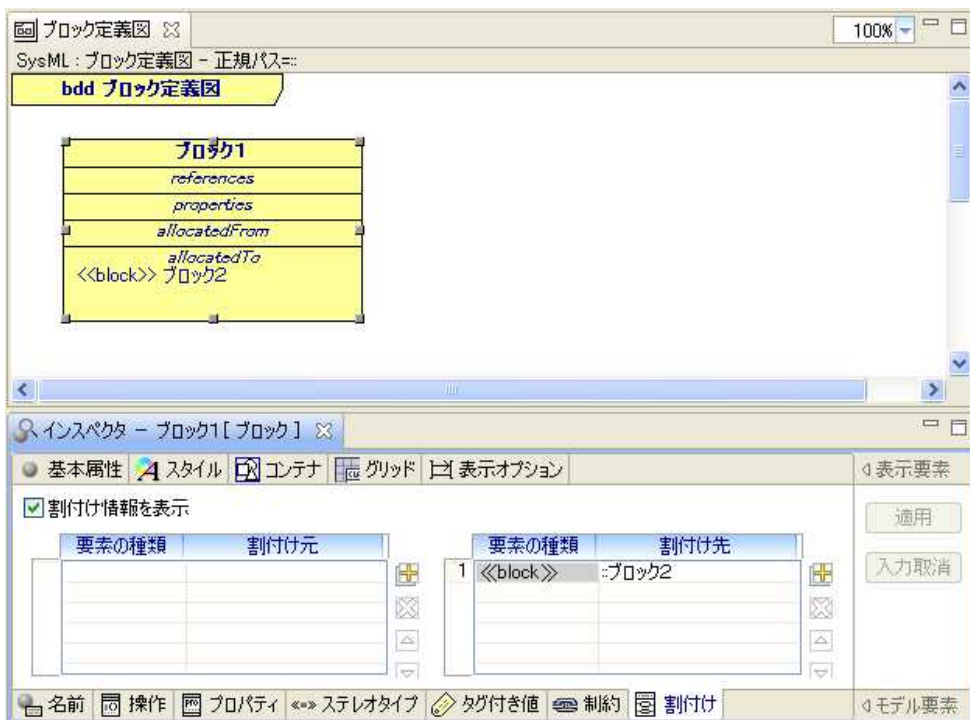 ブロック定義図
100%
SysML : ブロック定義図 - 正規パス=::
bdd ブロック定義図
ブロック1
references
properties
allocatedFrom
allocatedTo
<<block>> ブロック2
インスペクタ - ブロック1[ ブロック ]
基本属性 スタイル コンテナ グリッド 表示オプション 表示要素
割付け情報を表示
適用
要素の種類 割付け元
要素の種類 割付け先
1 <<block>> ::ブロック2
入力取消
名前 操作 プロパティ «=» ステレオタイプ タグ付き値 制約 割付け モデル要素